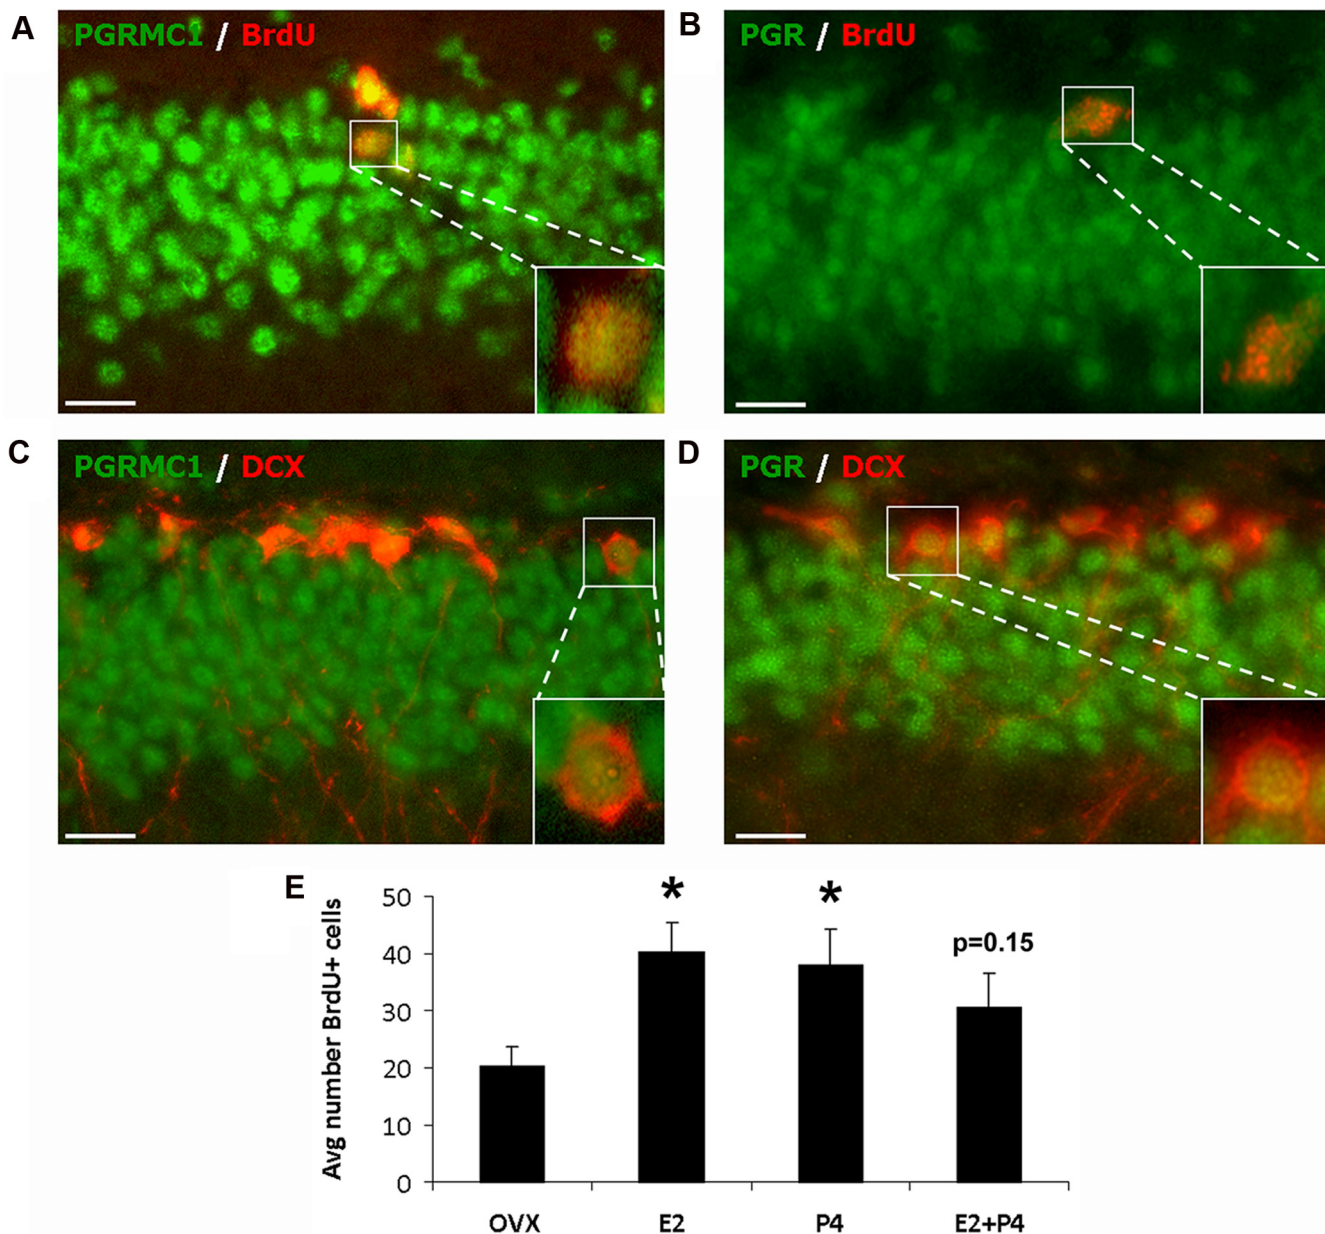 A
PGRMC1 / BrdU
B
PGR / BrdU
C
PGRMC1 / DCX
D
PGR / DCX
E
Avg number BrdU+ cells
50
40
30
20
10
0
*
*
p=0.15
OVX
E2
P4
E2+P4